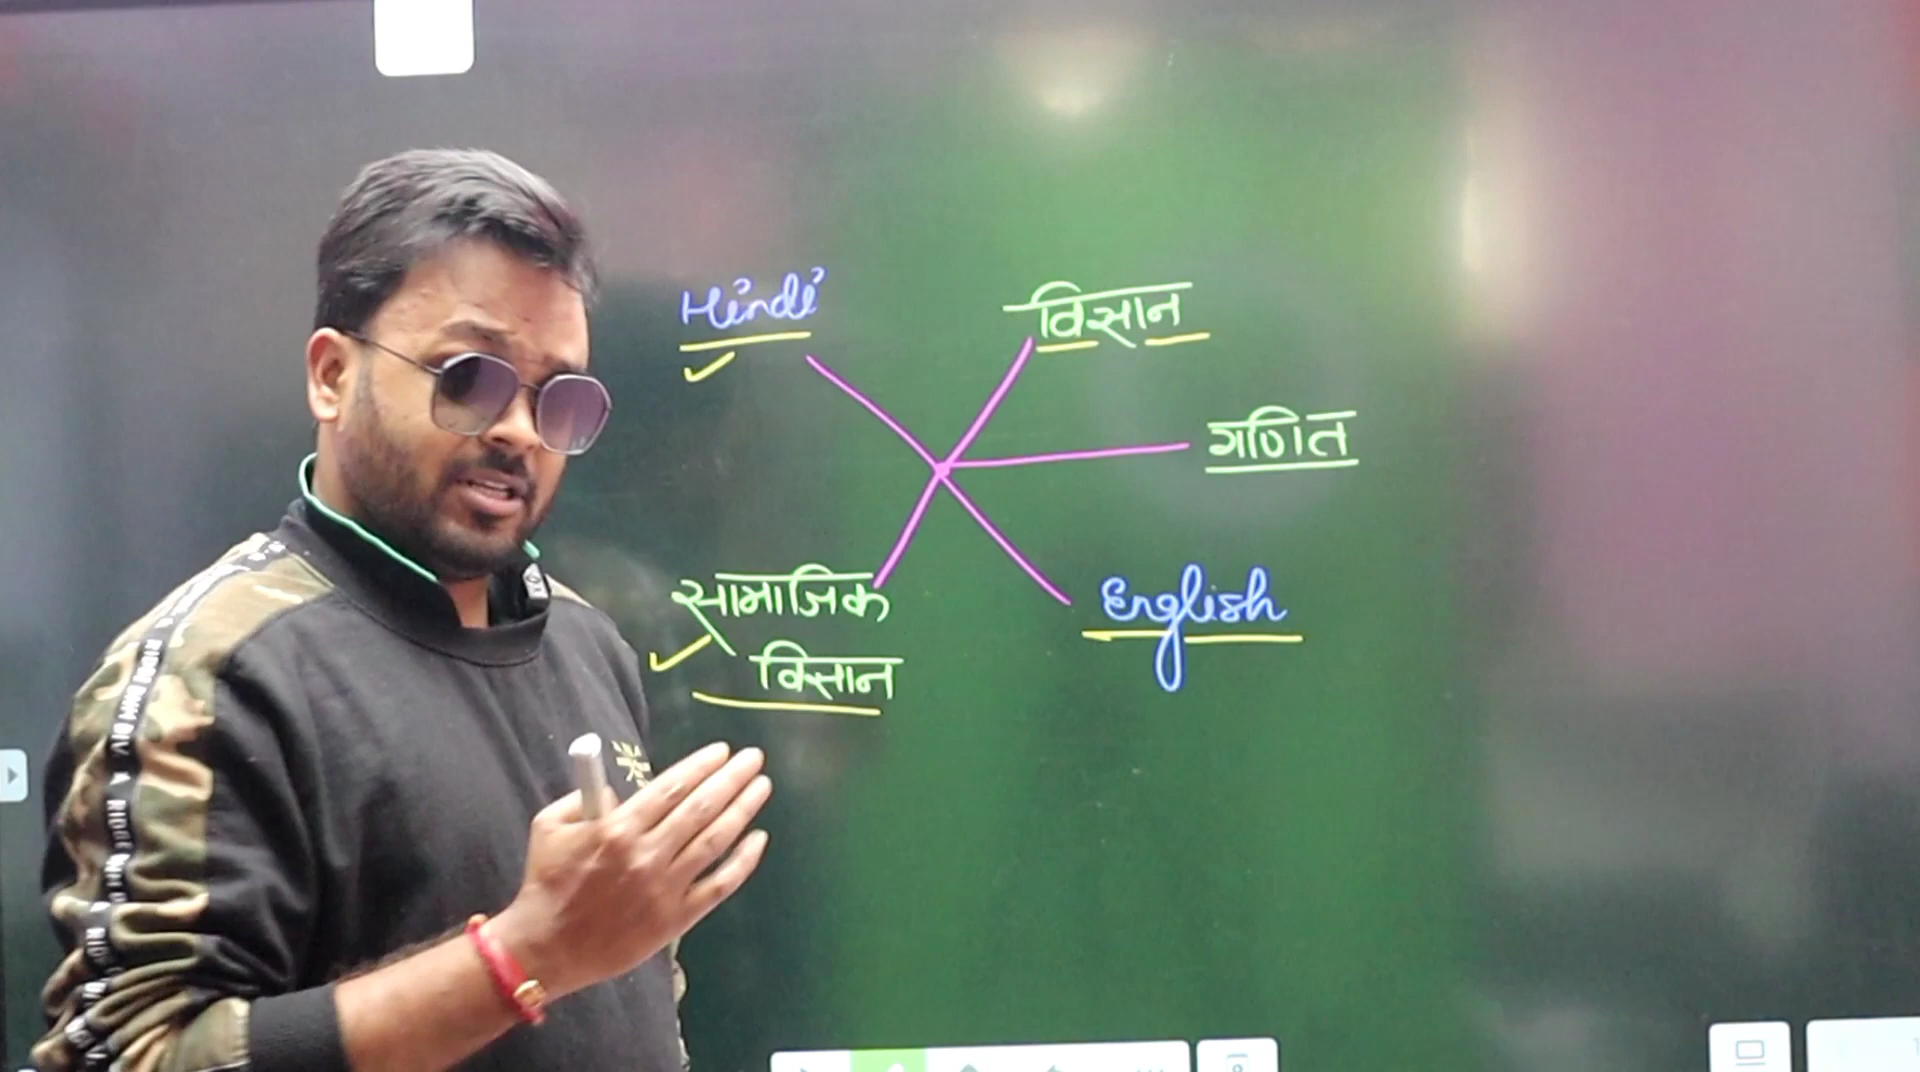 Hindi
विज्ञान
गणित
सामाजिक
विज्ञान
English